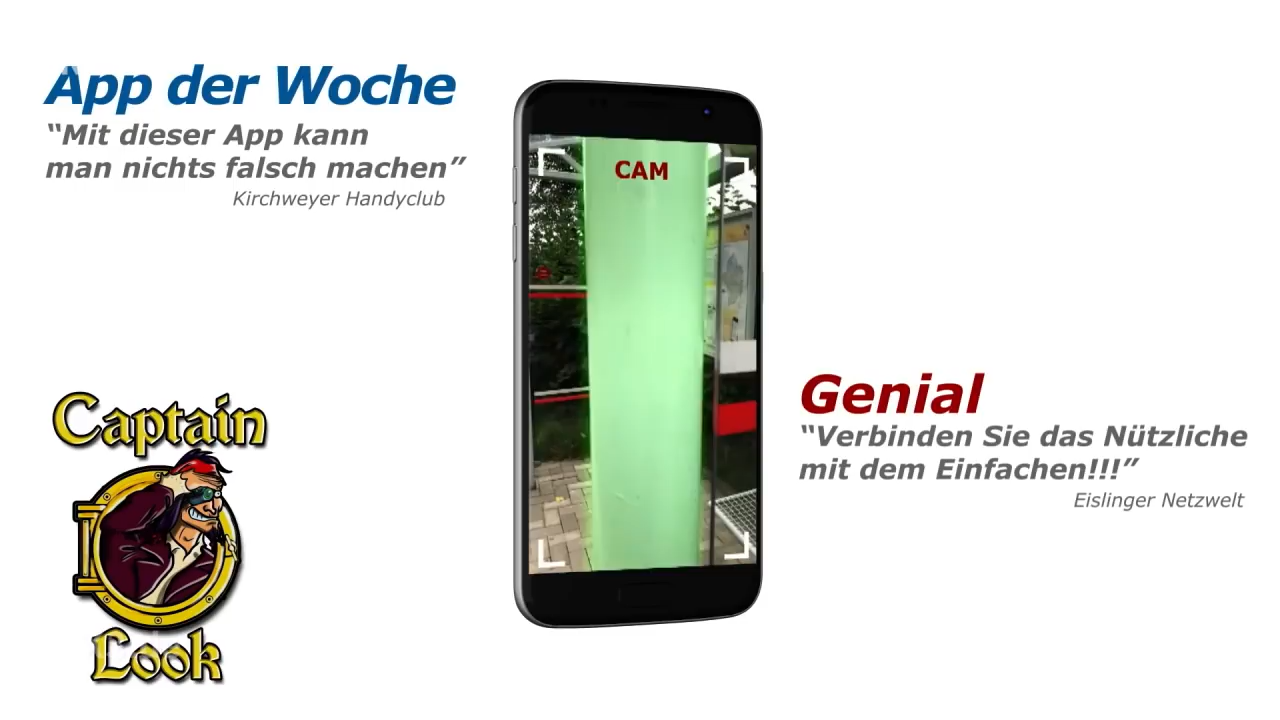 App der Woche
“Mit dieser App kann
man nichts falsch machen”
Kirchweyer Handyclub
CAM
Genial
“Verbinden Sie das Nützliche
mit dem Einfachen!!!”
Eislinger Netzwelt
Captain
Look